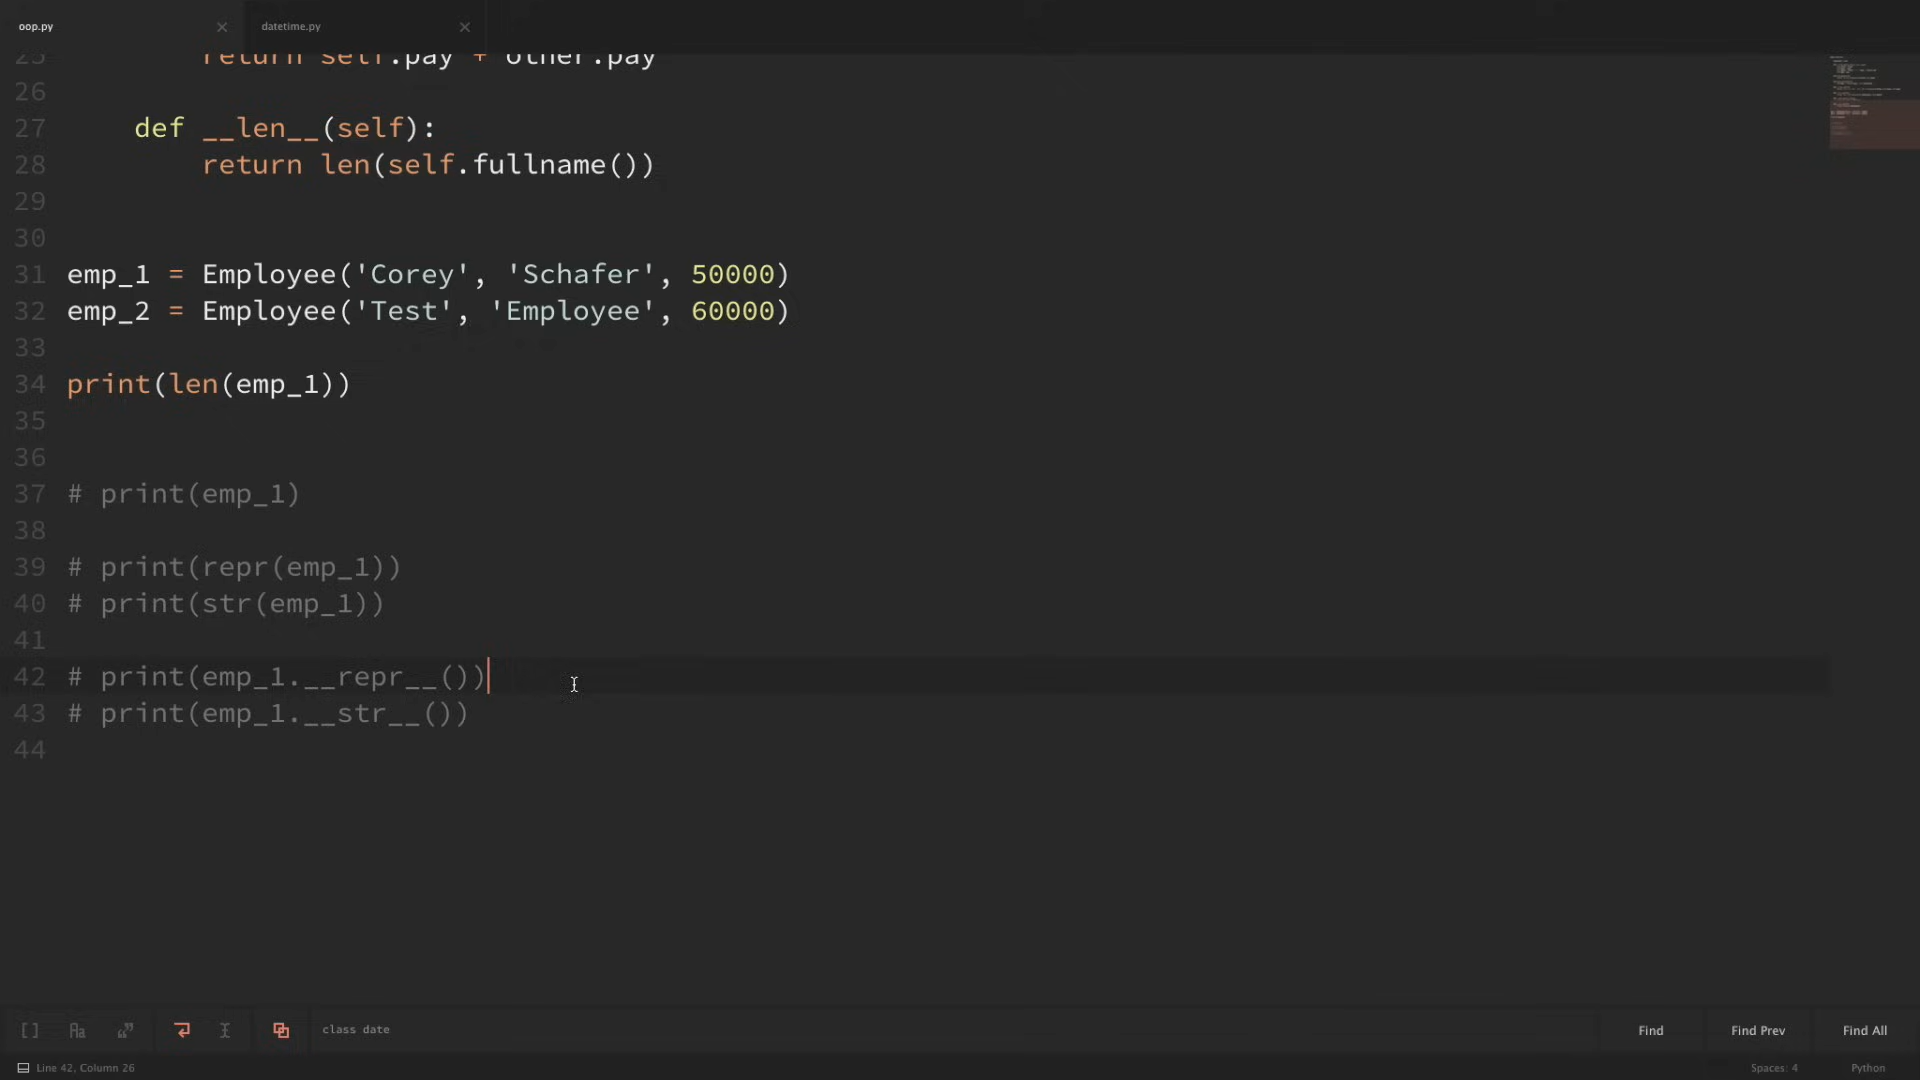 oop.py
datetime.py
25 return self.pay + other.pay
26
27 def __len__(self):
28 return len(self.fullname())
29
30
31 emp_1 = Employee('Corey', 'Schafer', 50000)
32 emp_2 = Employee('Test', 'Employee', 60000)
33
34 print(len(emp_1))
35
36
37 # print(emp_1)
38
39 # print(repr(emp_1))
40 # print(str(emp_1))
41
42 # print(emp_1.__repr__())
43 # print(emp_1.__str__())
44
class date
Find
Find Prev
Find All
Line 42, Column 26
Spaces: 4
Python